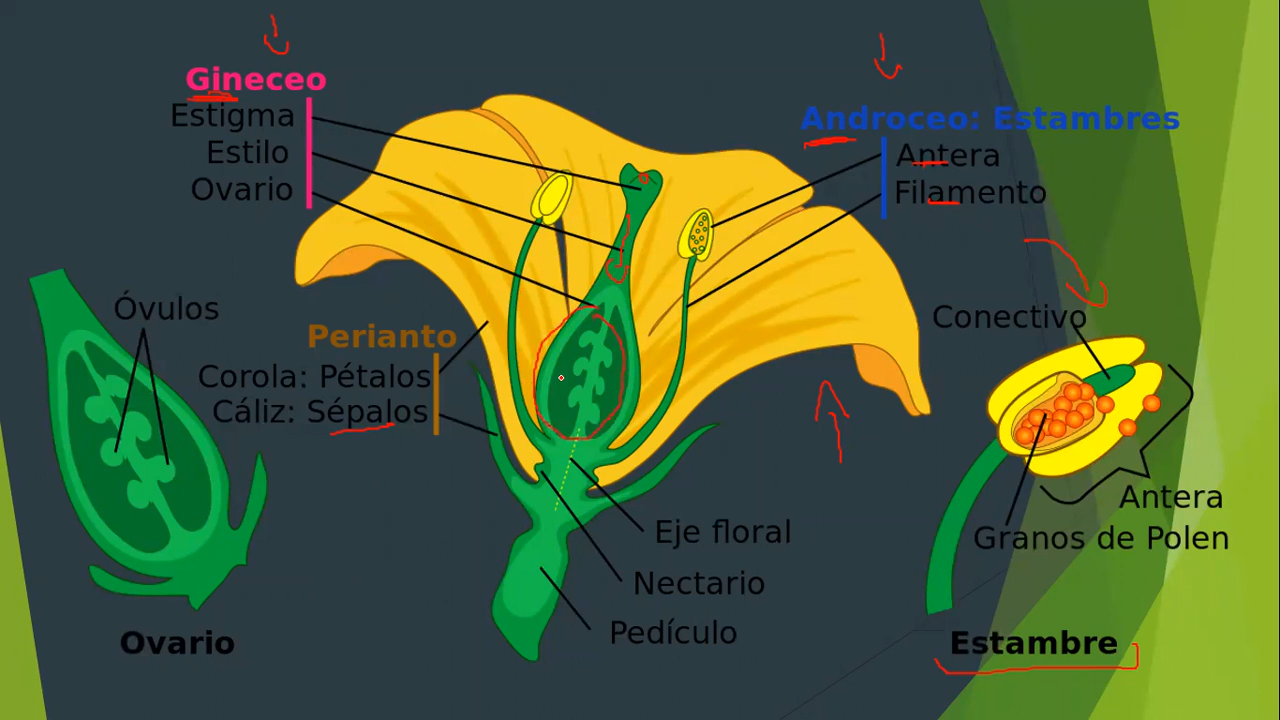 Gineceo
Estigma
Estilo
Ovario
Androceo: Estambres
Antera
Filamento
Óvulos
Perianto
Corola: Pétalos
Cáliz: Sépalos
Conectivo
Antera
Granos de Polen
Eje floral
Nectario
Pedículo
Ovario
Estambre